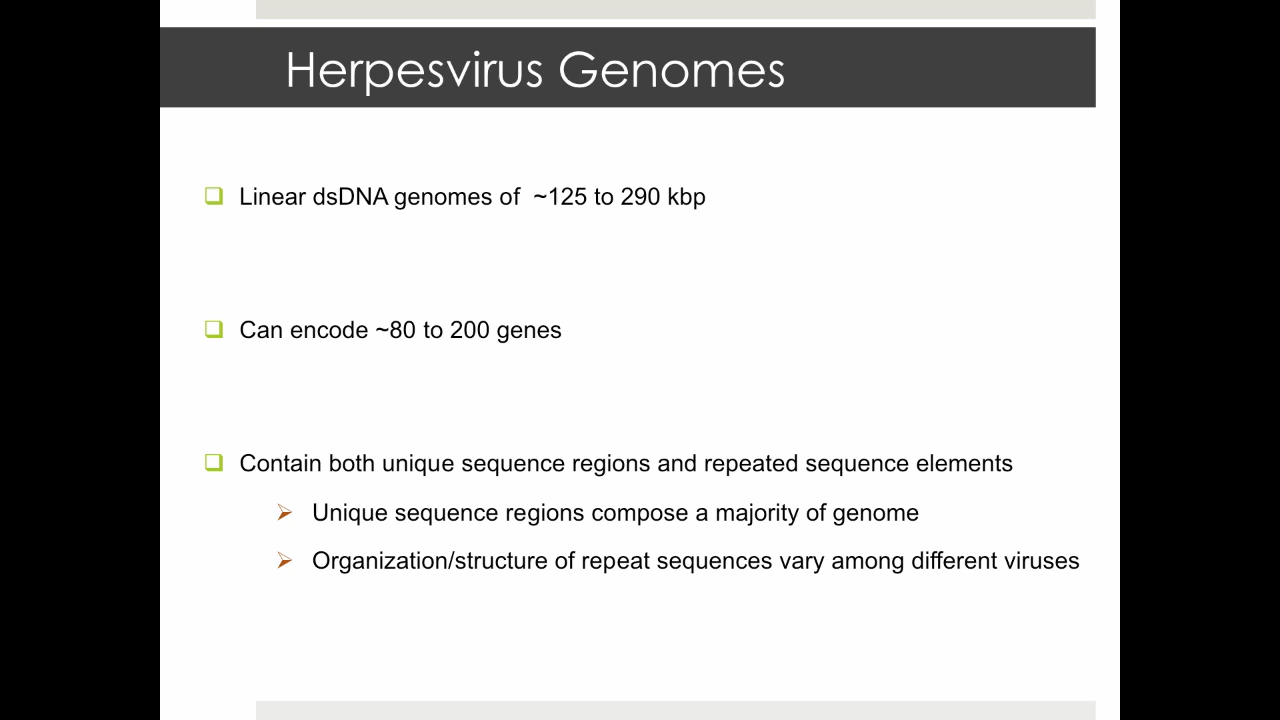 Herpesvirus Genomes
Linear dsDNA genomes of ~125 to 290 kbp
Can encode ~80 to 200 genes
Contain both unique sequence regions and repeated sequence elements
Unique sequence regions compose a majority of genome
Organization/structure of repeat sequences vary among different viruses